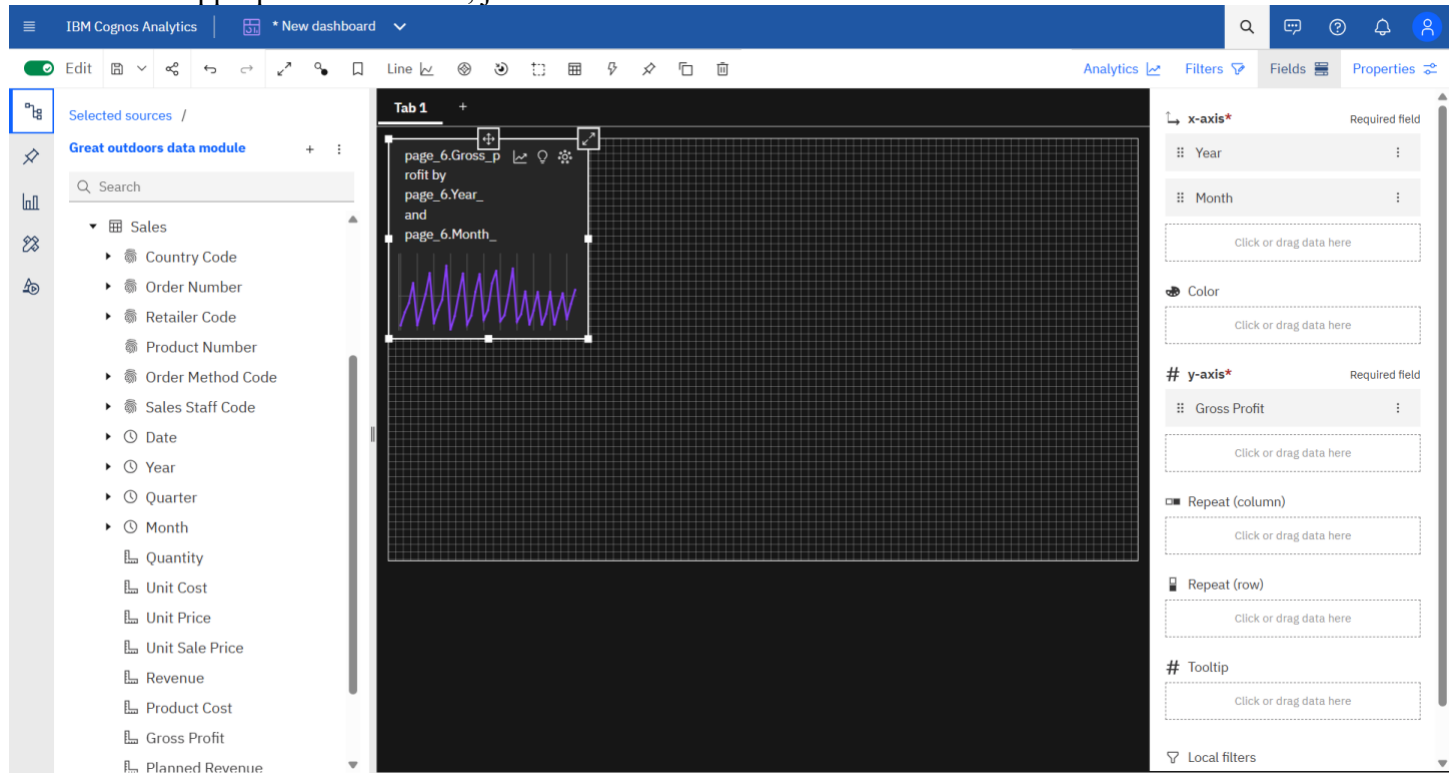 IBM Cognos Analytics
* New dashboard
Edit
Line
Analytics
Filters
Fields
Properties
Selected sources /
Great outdoors data module
Search
Sales
Country Code
Order Number
Retailer Code
Product Number
Order Method Code
Sales Staff Code
Date
Year
Quarter
Month
Quantity
Unit Cost
Unit Price
Unit Sale Price
Revenue
Product Cost
Gross Profit
Planned Revenue
Tab 1 +
page_6.Gross_p
rofit by
page_6.Year_
and
page_6.Month_
x-axis* Required field
Year
Month
Click or drag data here
Color
Click or drag data here
# y-axis* Required field
Gross Profit
Click or drag data here
Repeat (column)
Click or drag data here
Repeat (row)
Click or drag data here
# Tooltip
Click or drag data here
Local filters